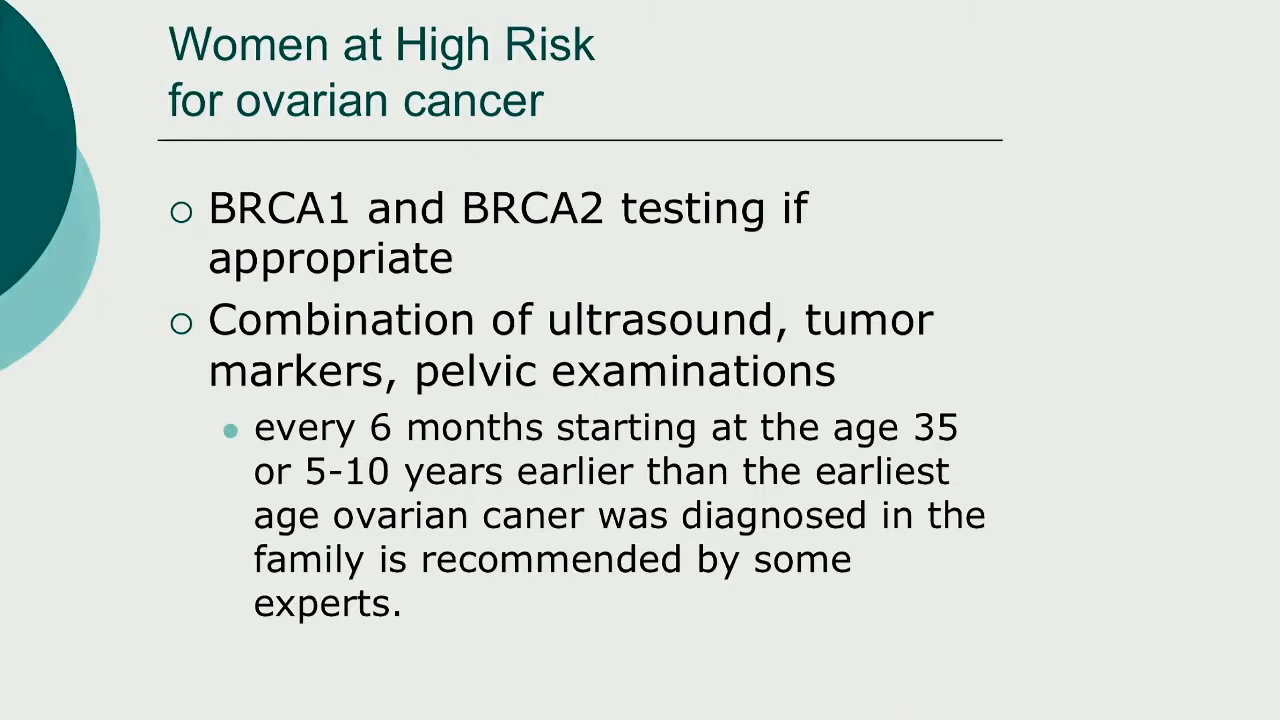 Women at High Risk
for ovarian cancer
BRCA1 and BRCA2 testing if
appropriate
Combination of ultrasound, tumor
markers, pelvic examinations
every 6 months starting at the age 35
or 5-10 years earlier than the earliest
age ovarian caner was diagnosed in the
family is recommended by some
experts.